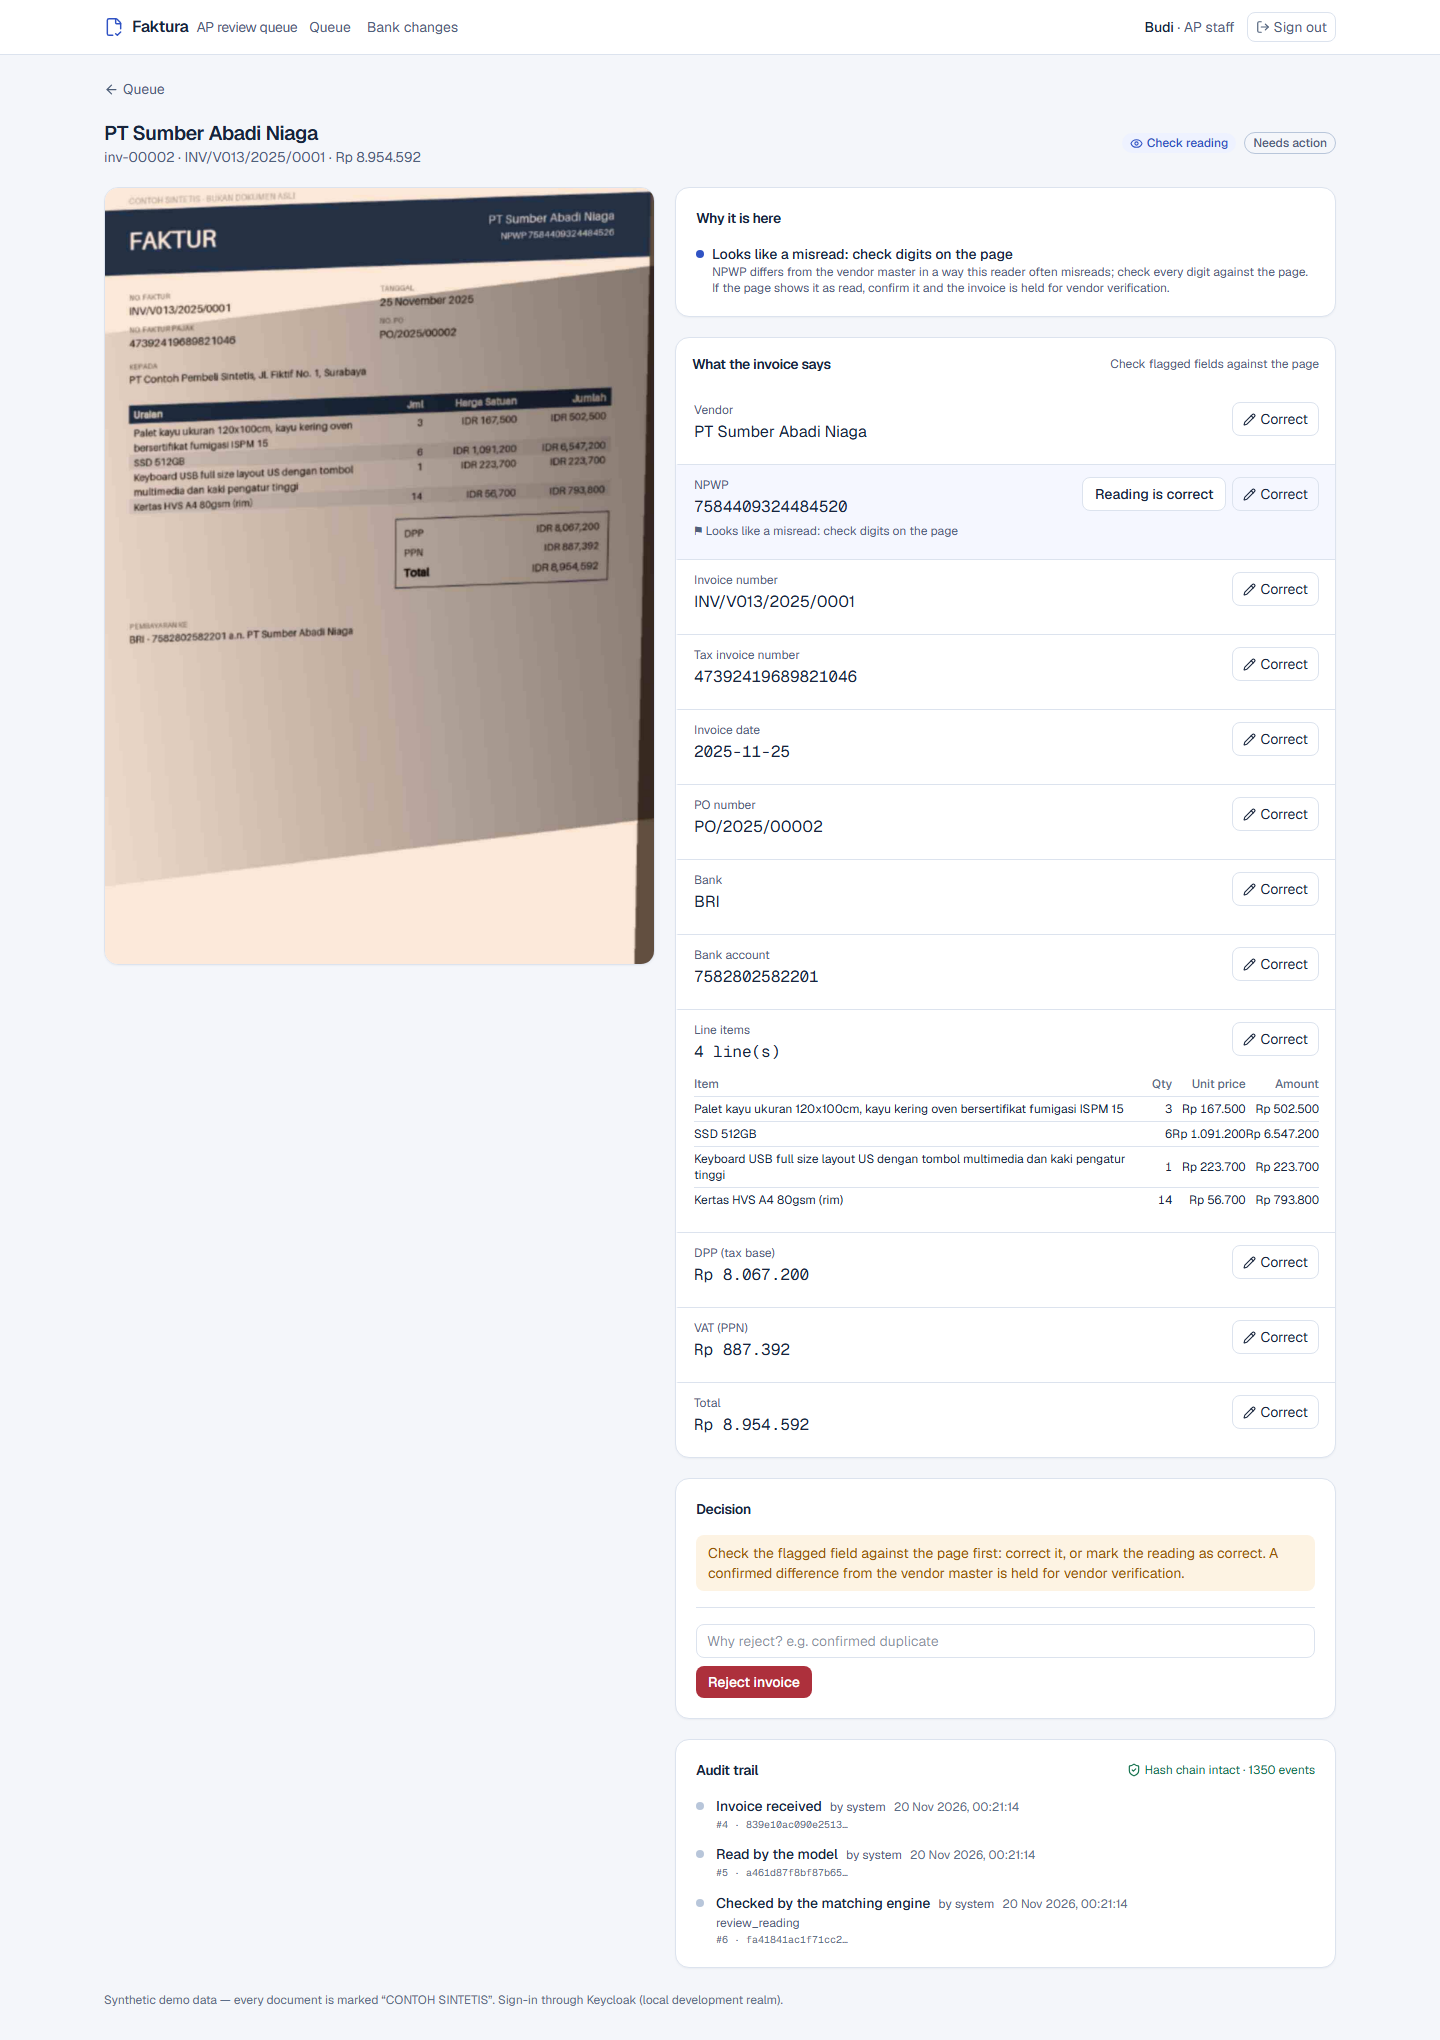 Faktura AP review queue Queue Bank changes
Budi · AP staff Sign out
← Queue
PT Sumber Abadi Niaga
inv-00002 · INV/V013/2025/0001 · Rp 8.954.592
Check reading Needs action
CONTOH SINTETIS - BUKAN DOKUMEN ASLI
FAKTUR
PT Sumber Abadi Niaga
NPWP 7584409324484526
NO. FAKTUR
INV/V013/2025/0001
TANGGAL
25 November 2025
NO. FAKTUR PAJAK
47392419689821046
NO. PO
PO/2025/00002
KEPADA
PT Contoh Pembeli Sintetis, Jl. Fiktif No. 1, Surabaya
Uraian Jml Harga Satuan Jumlah
Palet kayu ukuran 120x100cm, kayu kering oven 3 IDR 167,500 IDR 502,500
bersertifikat fumigasi ISPM 15
SSD 512GB 6 IDR 1,091,200 IDR 6,547,200
Keyboard USB full size layout US dengan tombol 1 IDR 223,700 IDR 223,700
multimedia dan kaki pengatur tinggi
Kertas HVS A4 80gsm (rim) 14 IDR 56,700 IDR 793,800
DPP IDR 8,067,200
PPN IDR 887,392
Total IDR 8,954,592
PEMBAYARAN KE
BRI - 7582802582201 a.n. PT Sumber Abadi Niaga
Why it is here
Looks like a misread: check digits on the page
NPWP differs from the vendor master in a way this reader often misreads; check every digit against the page.
If the page shows it as read, confirm it and the invoice is held for vendor verification.
What the invoice says Check flagged fields against the page
Vendor
PT Sumber Abadi Niaga
Correct
NPWP
7584409324484520
Reading is correct Correct
Looks like a misread: check digits on the page
Invoice number
INV/V013/2025/0001
Correct
Tax invoice number
47392419689821046
Correct
Invoice date
2025-11-25
Correct
PO number
PO/2025/00002
Correct
Bank
BRI
Correct
Bank account
7582802582201
Correct
Line items
4 line(s)
Correct
Item Qty Unit price Amount
Palet kayu ukuran 120x100cm, kayu kering oven bersertifikat fumigasi ISPM 15 3 Rp 167.500 Rp 502.500
SSD 512GB 6 Rp 1.091.200 Rp 6.547.200
Keyboard USB full size layout US dengan tombol multimedia dan kaki pengatur 1 Rp 223.700 Rp 223.700
tinggi
Kertas HVS A4 80gsm (rim) 14 Rp 56.700 Rp 793.800
DPP (tax base)
Rp 8.067.200
Correct
VAT (PPN)
Rp 887.392
Correct
Total
Rp 8.954.592
Correct
Decision
Check the flagged field against the page first: correct it, or mark the reading as correct. A
confirmed difference from the vendor master is held for vendor verification.
Why reject? e.g. confirmed duplicate
Reject invoice
Audit trail Hash chain intact · 1350 events
Invoice received by system 20 Nov 2026, 00:21:14
#4 · 839e10ac090e2513…
Read by the model by system 20 Nov 2026, 00:21:14
#5 · a461d87f8bf87b65…
Checked by the matching engine by system 20 Nov 2026, 00:21:14
review_reading
#6 · fa41841ac1f71cc2…
Synthetic demo data — every document is marked “CONTOH SINTETIS”. Sign-in through Keycloak (local development realm).